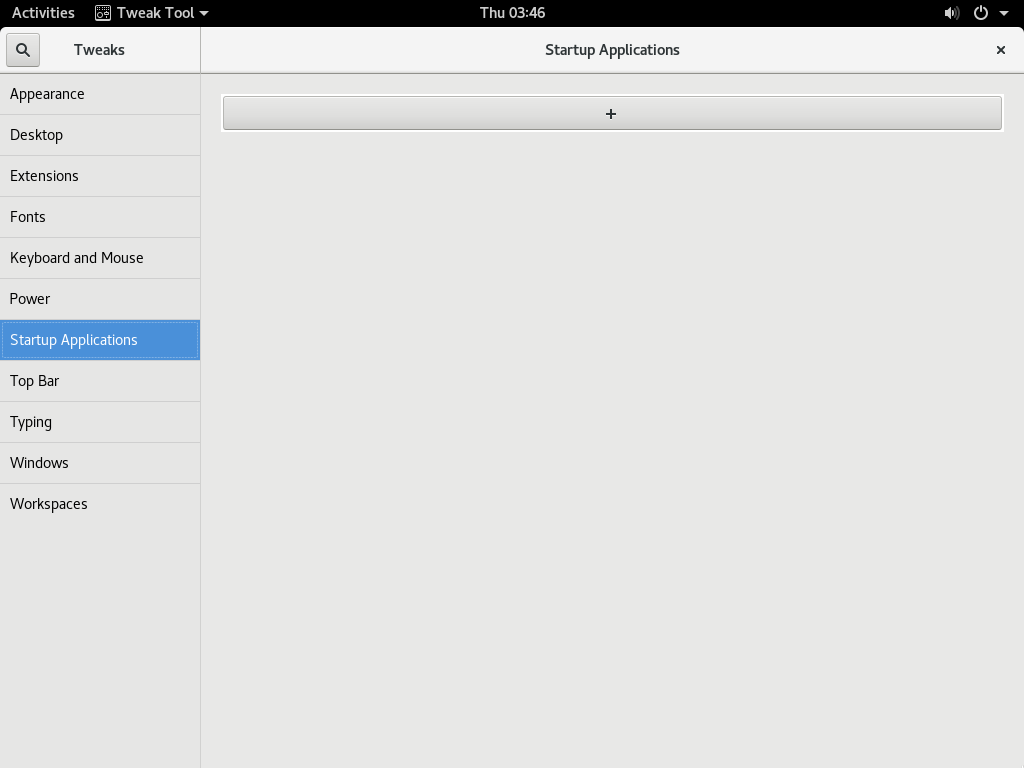 Activities Tweak Tool Thu 03:46
Tweaks Startup Applications
Appearance
Desktop
Extensions
Fonts
Keyboard and Mouse
Power
Startup Applications
Top Bar
Typing
Windows
Workspaces